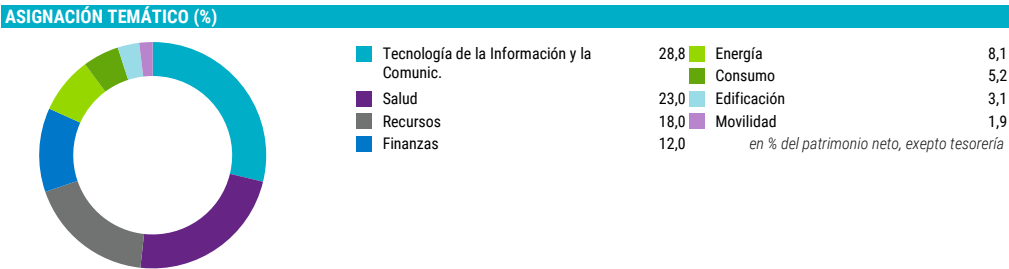 ASIGNACIÓN TEMÁTICO (%)
Tecnología de la Información y la 28,8
Comunic.
Salud 23,0
Recursos 18,0
Finanzas 12,0
Energía 8,1
Consumo 5,2
Edificación 3,1
Movilidad 1,9
en % del patrimonio neto, exepto tesorería